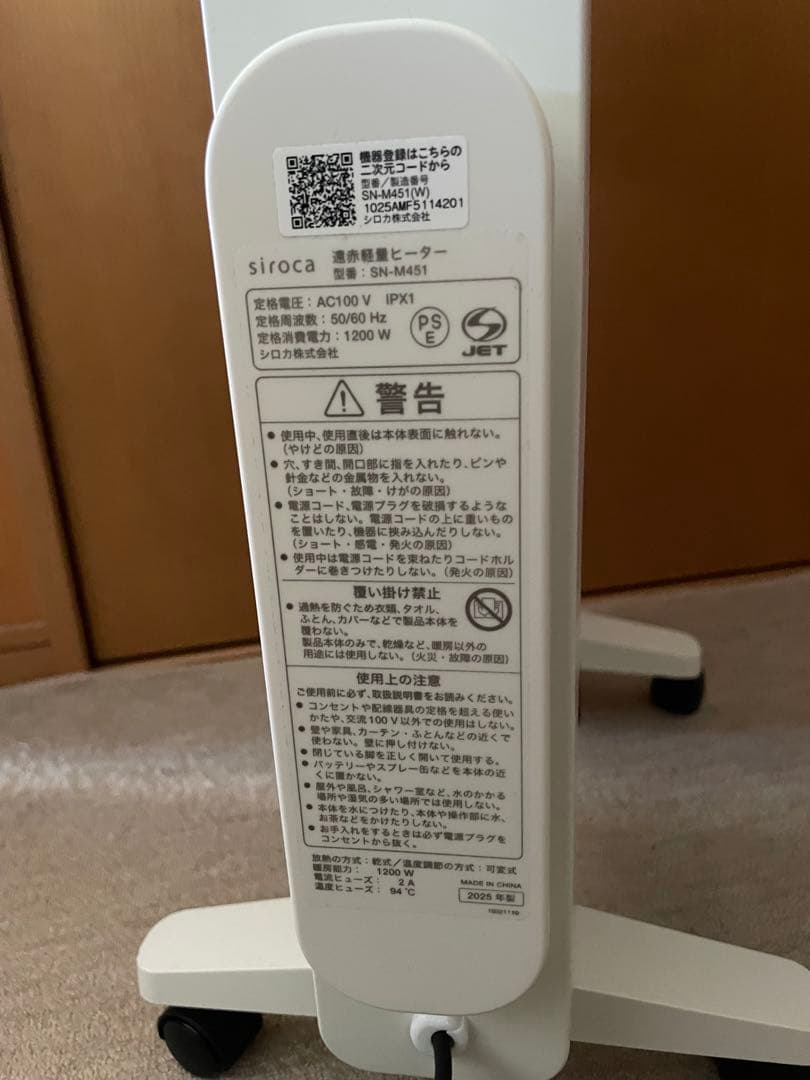 機器登録はこちらの
二次元コードから
型番／製造番号
SN-M451(W)
1025AMF5114201
シロカ株式会社
siroca 遠赤軽量ヒーター
型番：SN-M451
定格電圧：AC100 V IPX1
定格周波数：50/60 Hz
定格消費電力：1200 W
シロカ株式会社
PS
E
JET
警告
● 使用中、使用直後は本体表面に触れない。
（やけどの原因）
● 穴、すき間、開口部に指を入れたり、ピンや
針金などの金属物を入れない。
（ショート・故障・けがの原因）
● 電源コード、電源プラグを破損するような
ことはしない。電源コードの上に重いもの
を置いたり、機器に挟み込んだりしない。
（ショート・感電・発火の原因）
● 使用中は電源コードを束ねたりコードホル
ダーに巻きつけたりしない。（発火の原因）
覆い掛け禁止
● 過熱を防ぐため衣類、タオル、
ふとん、カバーなどで製品本体を
覆わない。
製品本体のみで、乾燥など、暖房以外の
用途には使用しない。（火災・故障の原因）
使用上の注意
ご使用前に必ず、取扱説明書をお読みください。
● コンセントや配線器具の定格を超える使い
かたや、交流100 V以外での使用はしない。
● 壁や家具、カーテン・ふとんなどの近くで
使わない。壁に押し付けない。
● 閉じている脚を正しく開いて使用する。
● バッテリーやスプレー缶などを本体の近
くに置かない。
● 屋外や風呂、シャワー室など、水のかかる
場所や湿気の多い場所では使用しない。
● 本体を水につけたり、本体や操作部に水、
お茶などをかけたりしない。
● お手入れをするときは必ず電源プラグを
コンセントから抜く。
放熱の方式：乾式／温度調節の方式：可変式
暖房能力： 1200 W
電流ヒューズ： 2 A
温度ヒューズ： 94 ℃
MADE IN CHINA
2025 年製